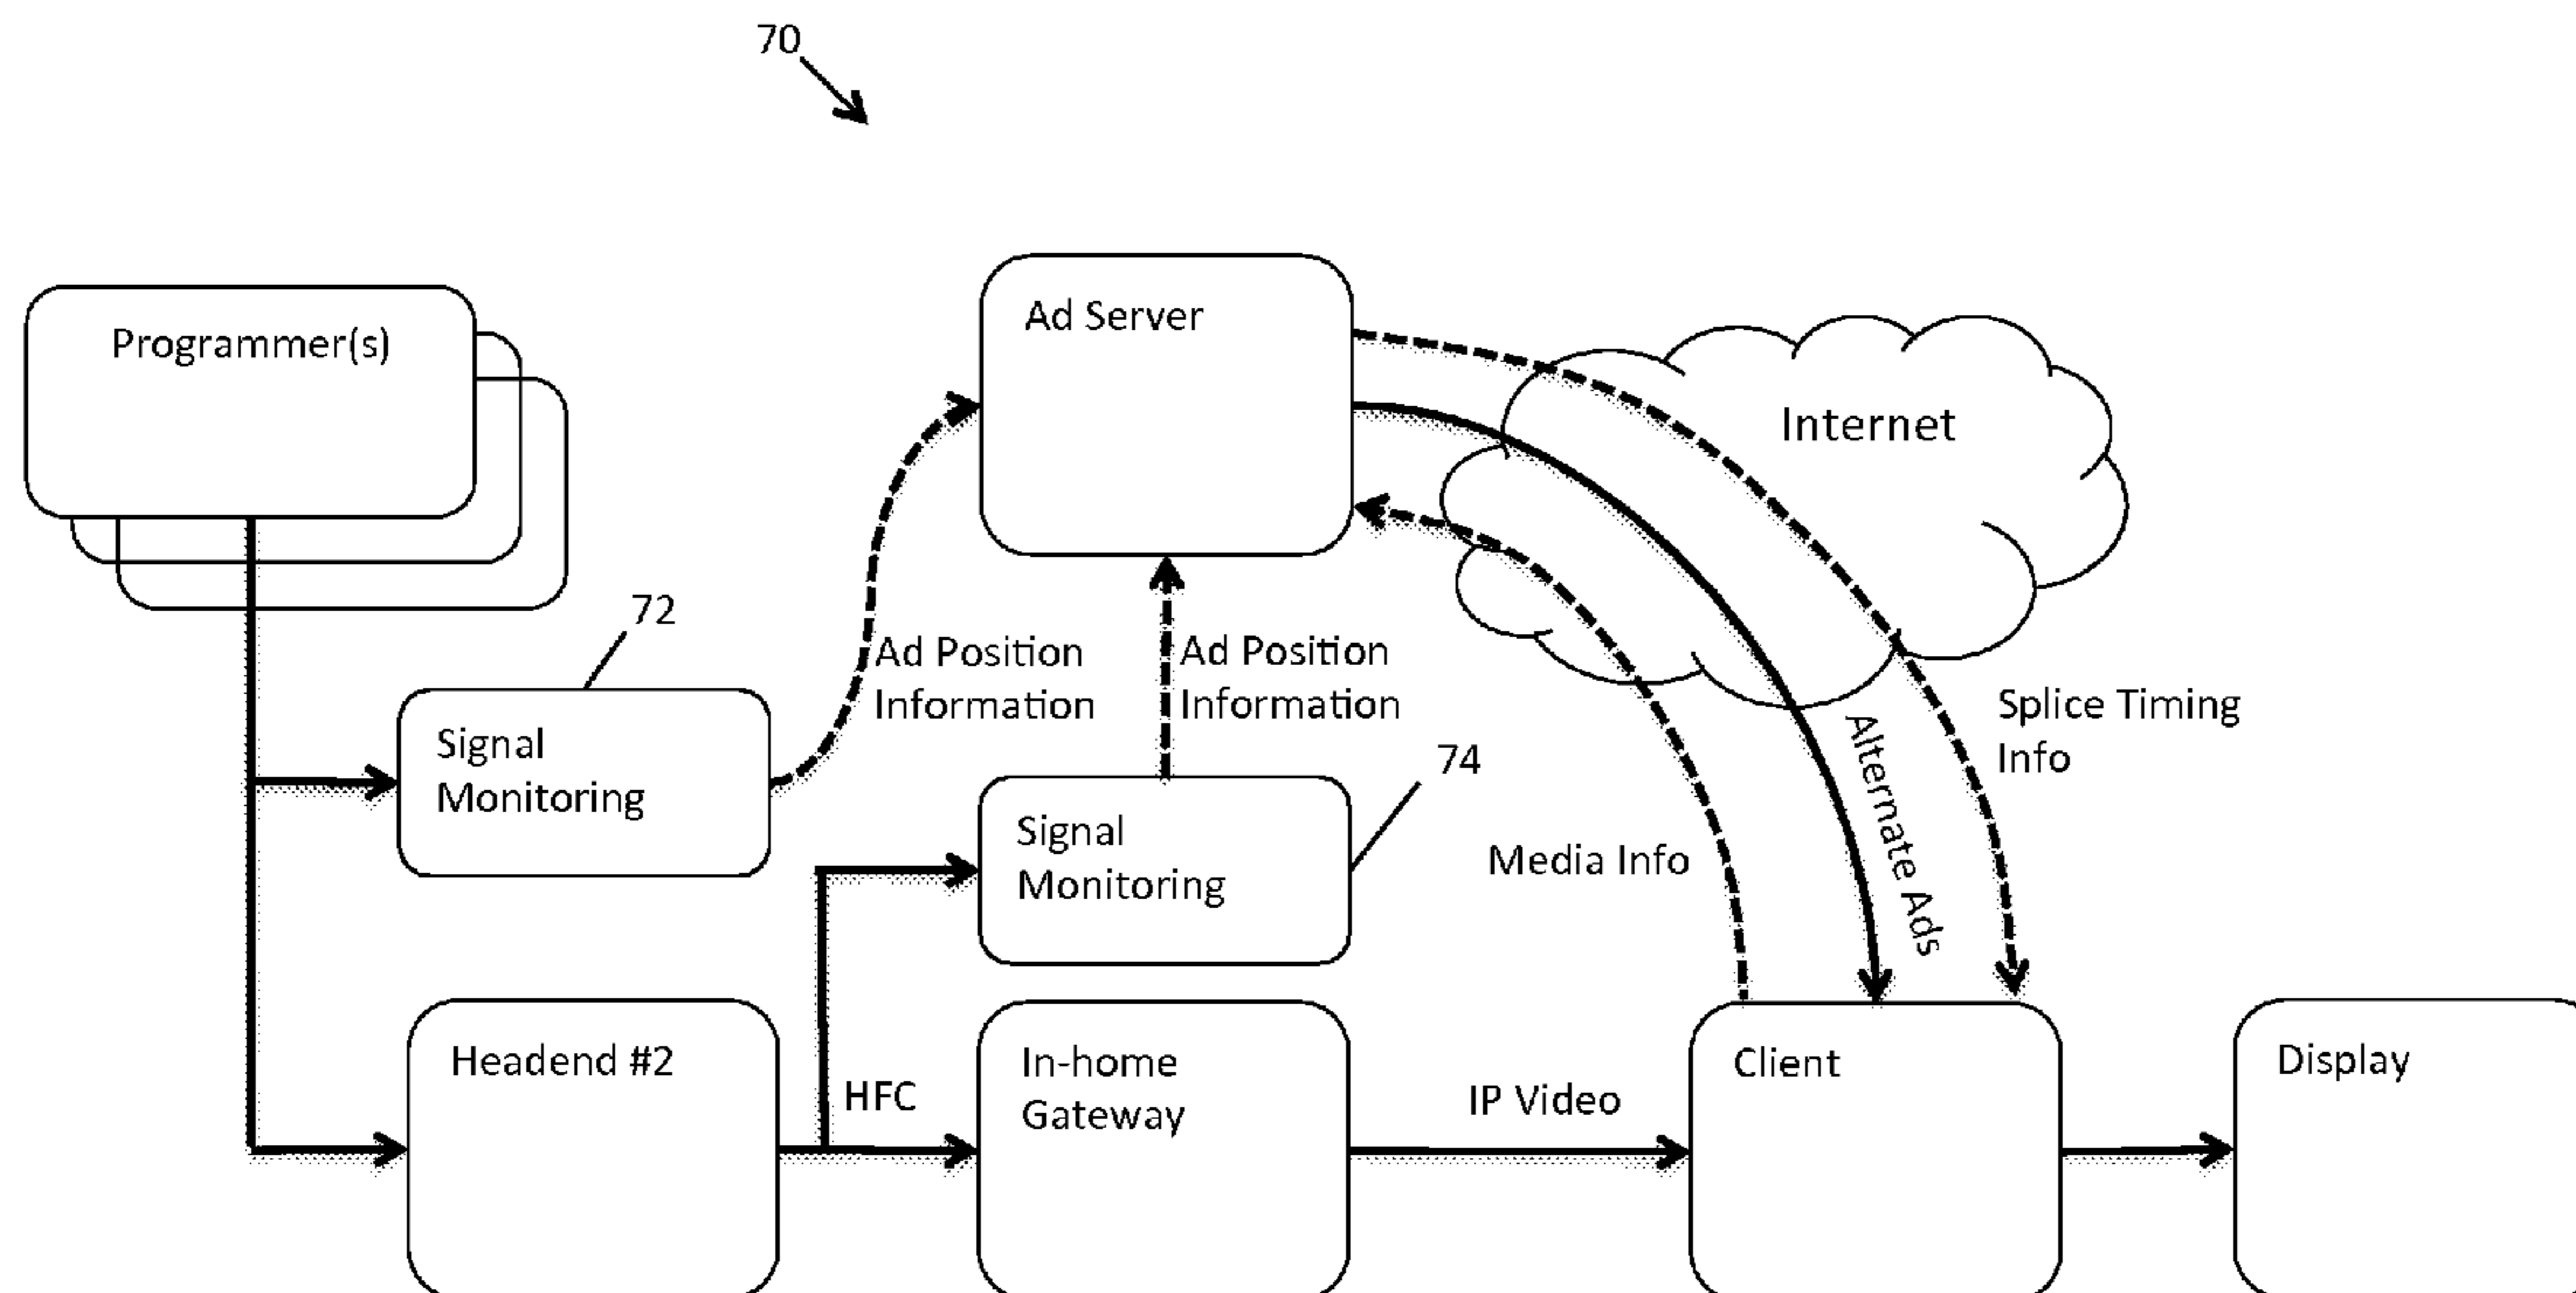 70
Programmer(s)
Ad Server
Internet
72
Ad Position
Information
Ad Position
Information
Signal
Monitoring
74
Signal
Monitoring
Splice Timing
Info
Alternate Ads
Media Info
Headend #2
HFC
In-home
Gateway
IP Video
Client
Display